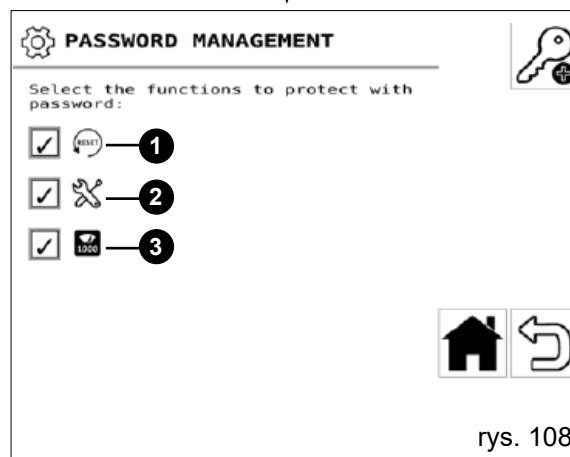 PASSWORD MANAGEMENT
Select the functions to protect with
password:
RESET
1
2
1000
3
rys. 108